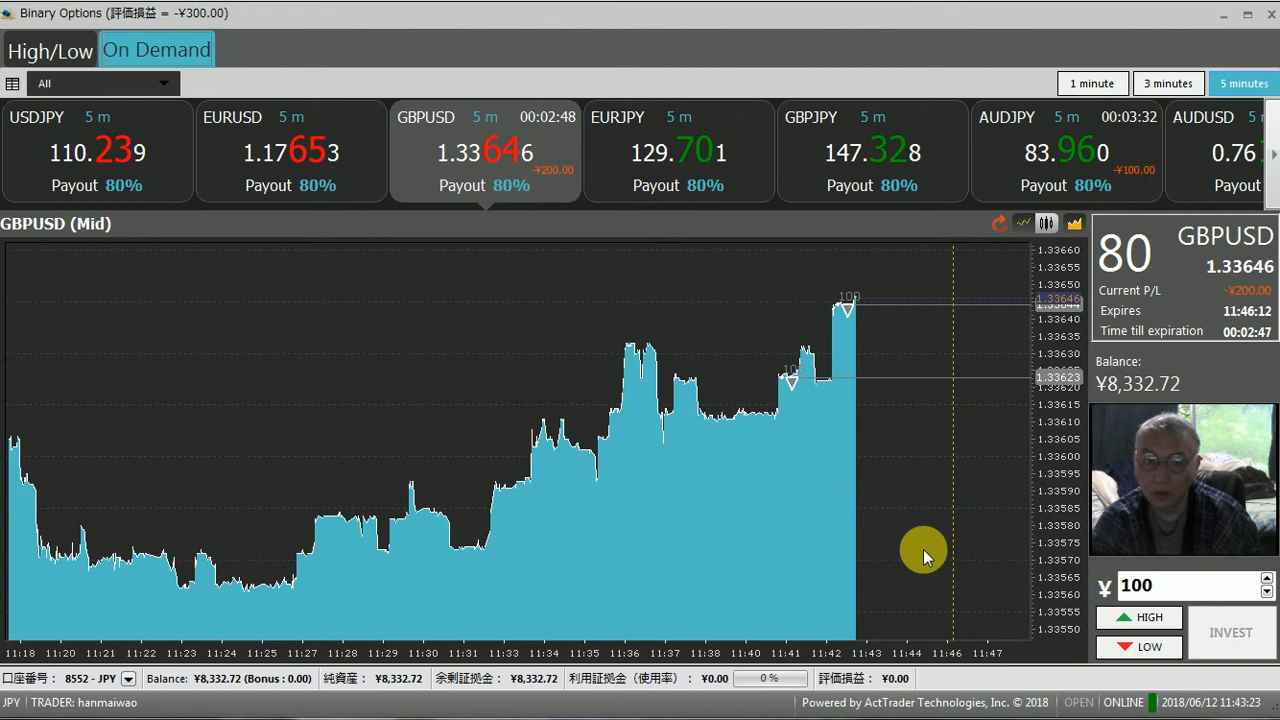 Binary Options (評価損益 = -¥300.00)
High/Low On Demand
All 1 minute 3 minutes 5 minutes
USDJPY 5 m EURUSD 5 m GBPUSD 5 m 00:02:48 EURJPY 5 m GBPJPY 5 m AUDJPY 5 m 00:03:32 AUDUSD 5
110.239 1.17653 1.33646 129.701 147.328 83.960 0.76
-¥200.00 -¥100.00
Payout 80% Payout 80% Payout 80% Payout 80% Payout 80% Payout 80% Payout
GBPUSD (Mid)
80 GBPUSD
1.33646
Current P/L -¥200.00
Expires 11:46:12
Time till expiration 00:02:47
Balance:
¥8,332.72
1.33660
1.33655
1.33650
1.33646
1.33640
1.33635
1.33630
1.33623
1.33615
1.33610
1.33605
1.33600
1.33595
1.33590
1.33585
1.33580
1.33575
1.33570
1.33565
1.33560
1.33555
1.33550
100
¥ 100
HIGH
LOW
INVEST
11:18 11:20 11:21 11:22 11:24 11:25 11:26 11:28 11:29 11:31 11:32 11:33 11:34 11:35 11:36 11:38 11:39 11:40 11:41 11:42 11:43 11:44 11:46 11:47
口座番号: 8552 - JPY Balance: ¥8,332.72 (Bonus : 0.00) 純資産: ¥8,332.72 余剰証拠金: ¥8,332.72 利用証拠金（使用率）: ¥0.00 0 % 評価損益: ¥0.00
JPY TRADER: hanmaiwao Powered by ActTrader Technologies, Inc. © 2018 OPEN ONLINE 2018/06/12 11:43:23